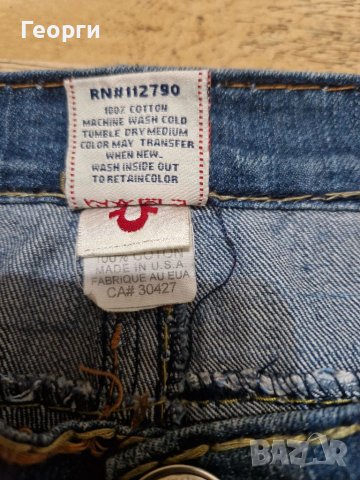 Георги
RN#112790
100% COTTON
MACHINE WASH COLD
TUMBLE DRY MEDIUM
COLOR MAY TRANSFER
WHEN NEW.
WASH INSIDE OUT
TO RETAIN COLOR
100% COTTON
MADE IN U.S.A
FABRIQUE AU EUA
CA# 30427
BAZAR